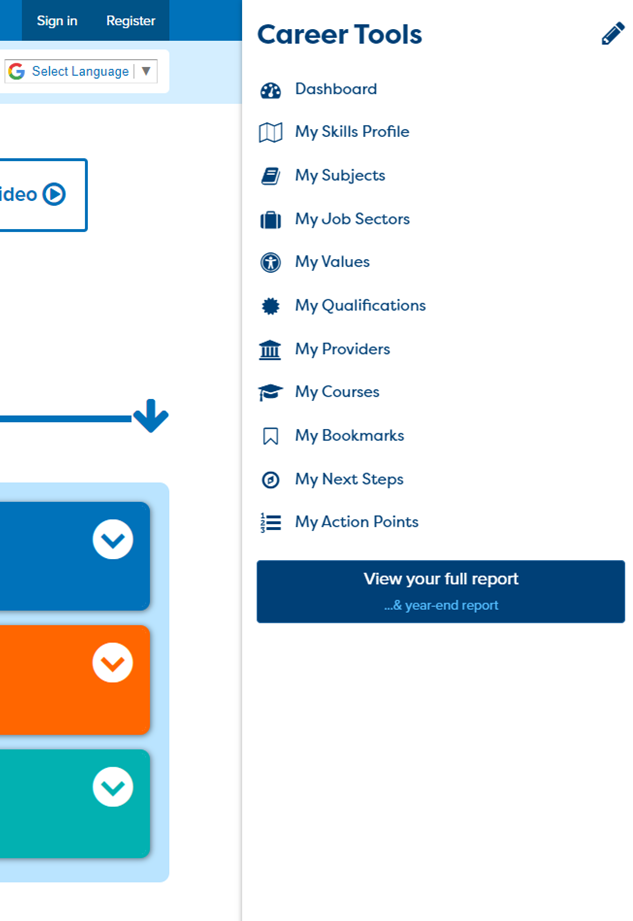 Sign in
Register
Select Language
ideo
Career Tools
Dashboard
My Skills Profile
My Subjects
My Job Sectors
My Values
My Qualifications
My Providers
My Courses
My Bookmarks
My Next Steps
My Action Points
View your full report
...& year-end report